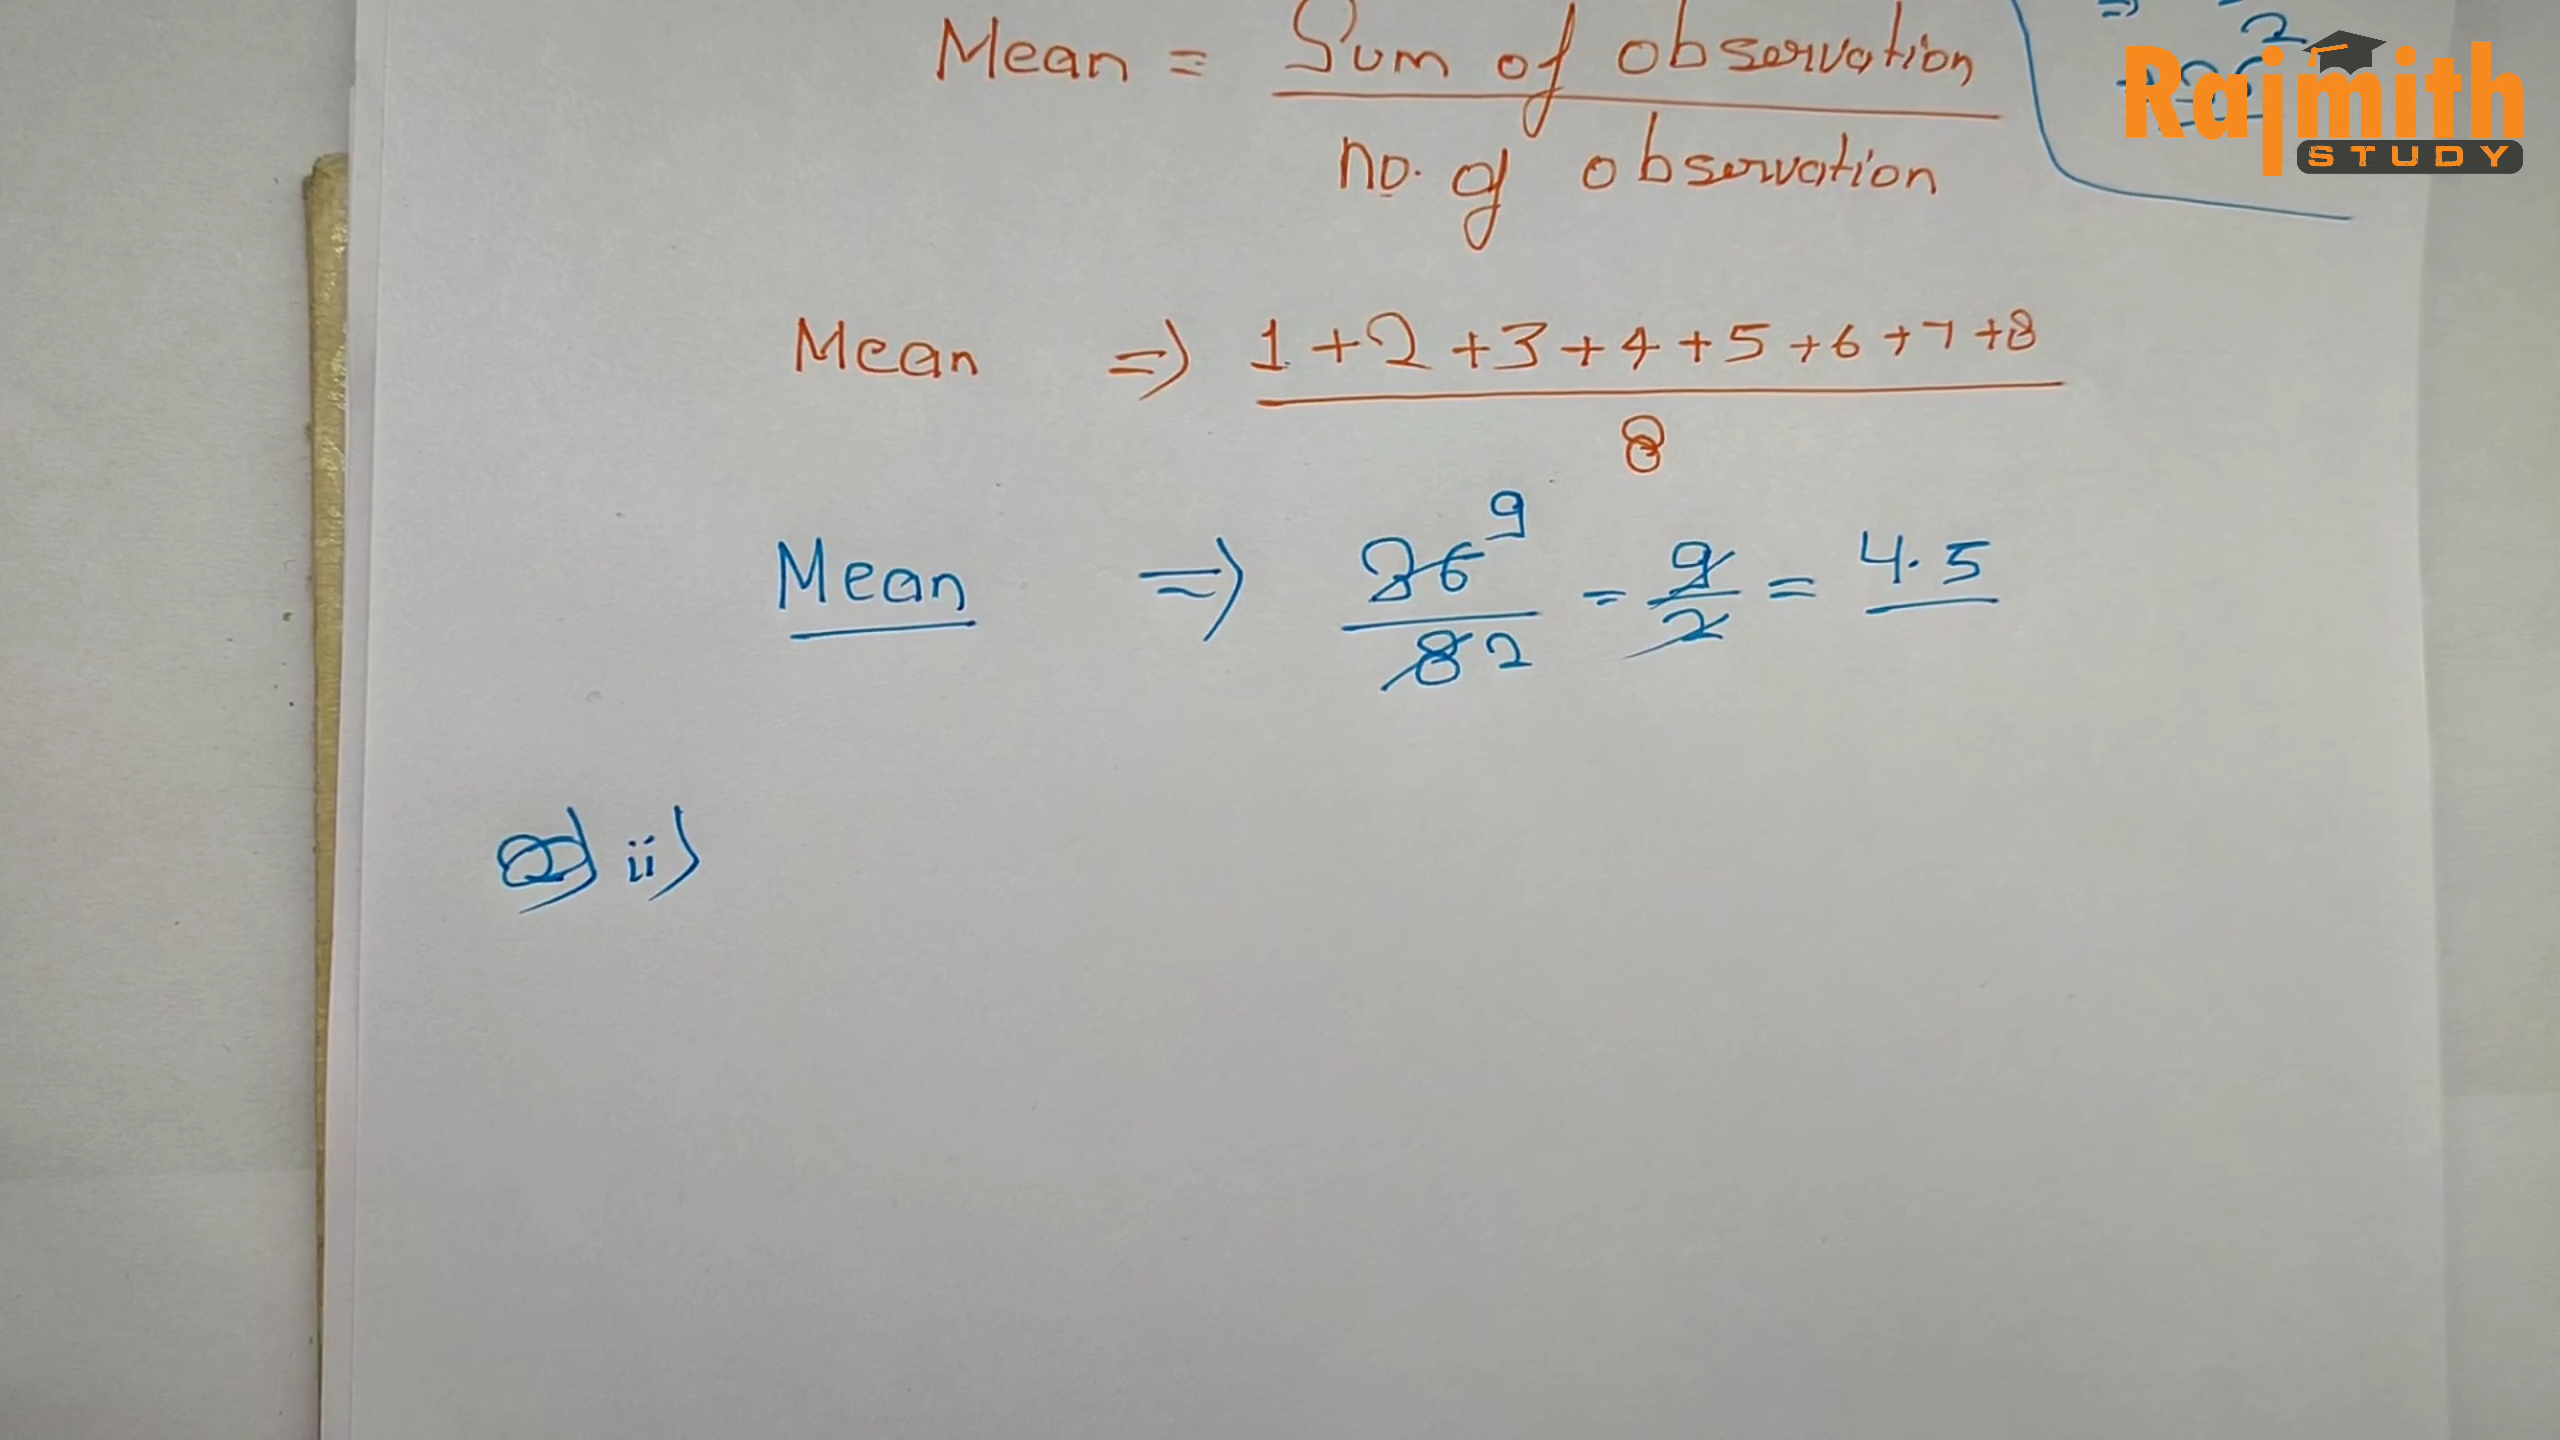 Mean = Sum of observation
no. of observation
2
Rajmith
STUDY
Mean ⇒ 1+2+3+4+5+6+7+8
8
Mean ⇒ 36 9 = 9 = 4.5
8 2 2
ii)